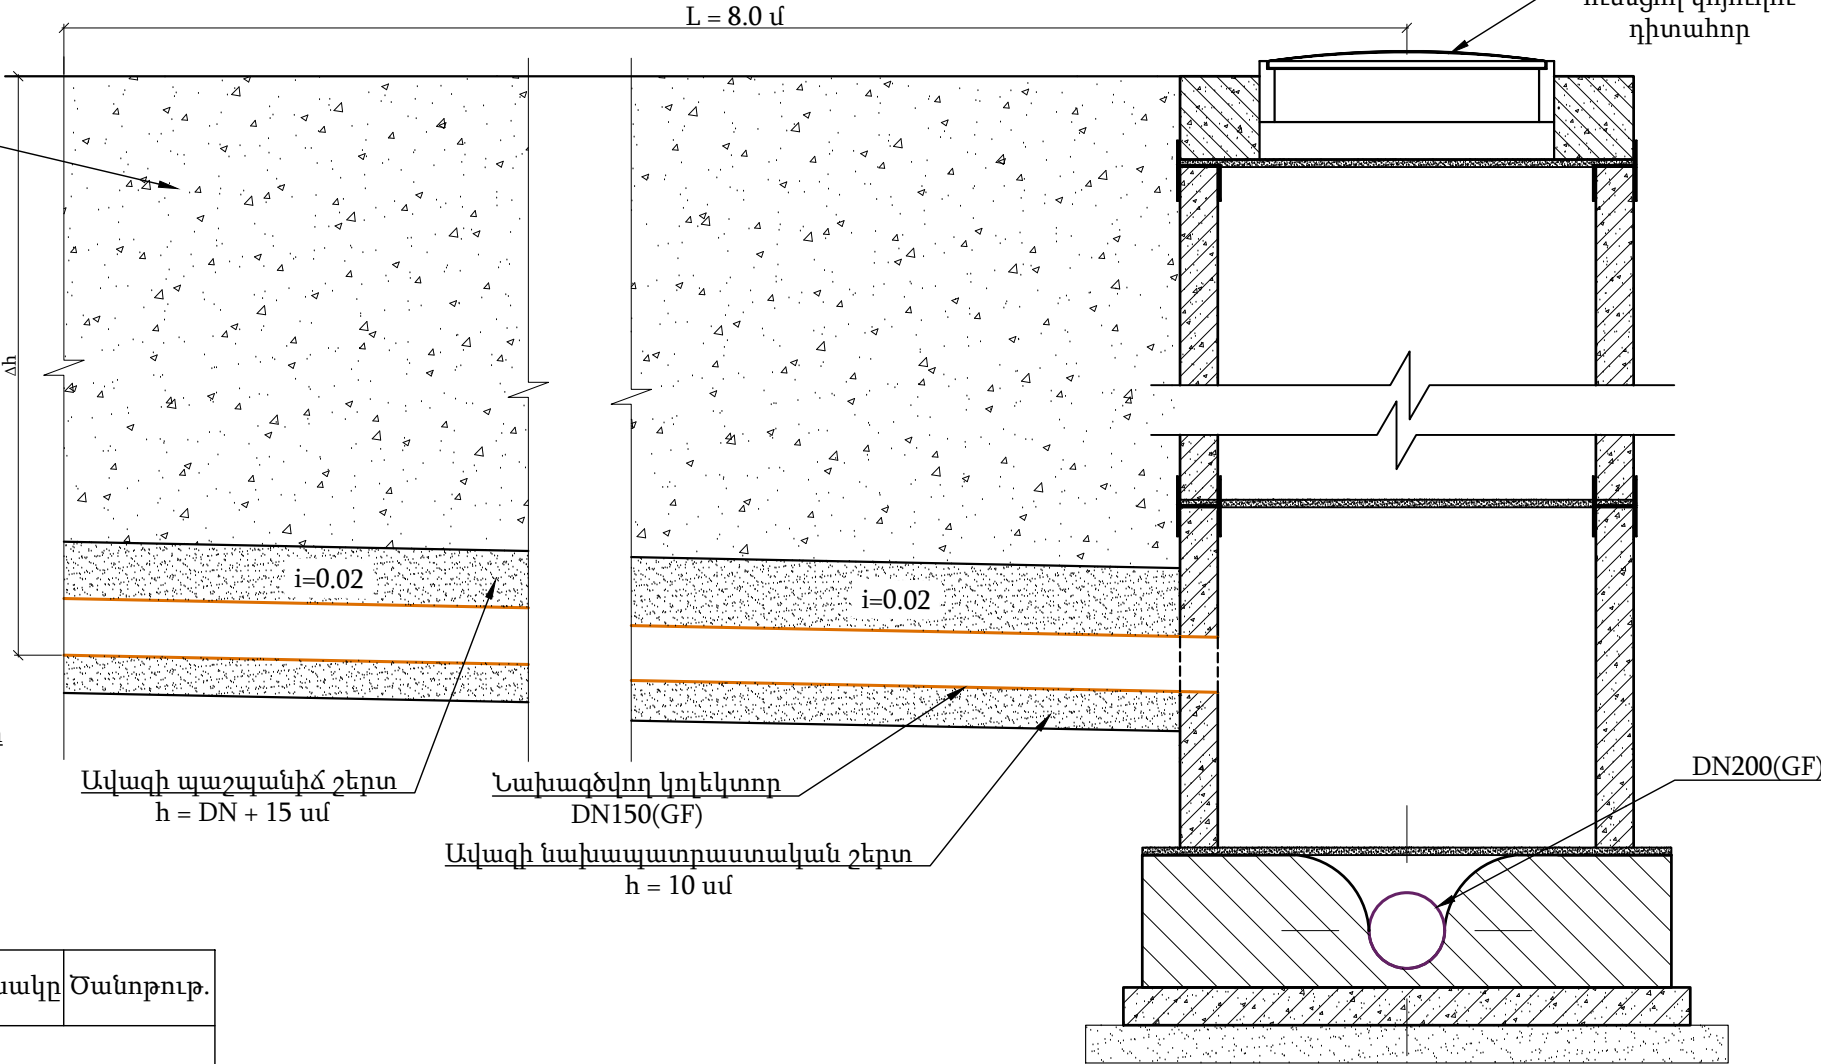 L = 8.0 մ
դիտահոր
Δh
i=0.02
i=0.02
Ավազի պաշպանիճ շերտ
h = DN + 15 սմ
Նախագծվող կոլեկտոր
DN150(GF)
Ավազի նախապատրաստական շերտ
h = 10 սմ
DN200(GF)
Ծանոթութ.